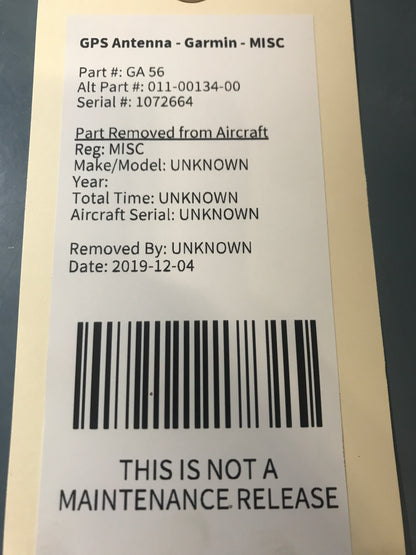 GPS Antenna - Garmin - MISC
Part #: GA 56
Alt Part #: 011-00134-00
Serial #: 1072664
Part Removed from Aircraft
Reg: MISC
Make/Model: UNKNOWN
Year:
Total Time: UNKNOWN
Aircraft Serial: UNKNOWN
Removed By: UNKNOWN
Date: 2019-12-04
THIS IS NOT A
MAINTENANCE RELEASE